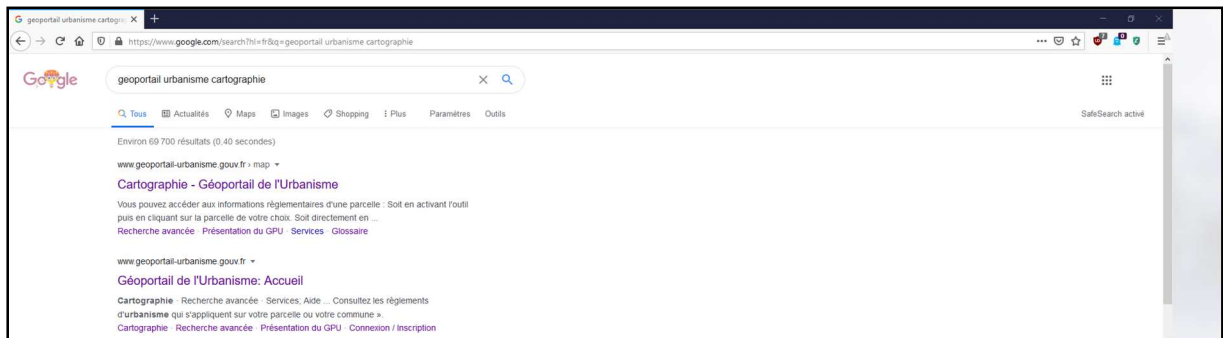 geoportail urbanisme cartogra
https://www.google.com/search?hl=fr&q=geoportail urbanisme cartographie
Google
geoportail urbanisme cartographie
Tous Actualités Maps Images Shopping Plus Paramètres Outils SafeSearch activé
Environ 69 700 résultats (0,40 secondes)
www.geoportail-urbanisme.gouv.fr › map
Cartographie - Géoportail de l'Urbanisme
Vous pouvez accéder aux informations réglementaires d'une parcelle : Soit en activant l'outil
puis en cliquant sur la parcelle de votre choix. Soit directement en ...
Recherche avancée · Présentation du GPU · Services · Glossaire
www.geoportail-urbanisme.gouv.fr
Géoportail de l'Urbanisme: Accueil
Cartographie · Recherche avancée · Services; Aide ... Consultez les règlements
d'urbanisme qui s'appliquent sur votre parcelle ou votre commune ».
Cartographie · Recherche avancée · Présentation du GPU · Connexion / Inscription